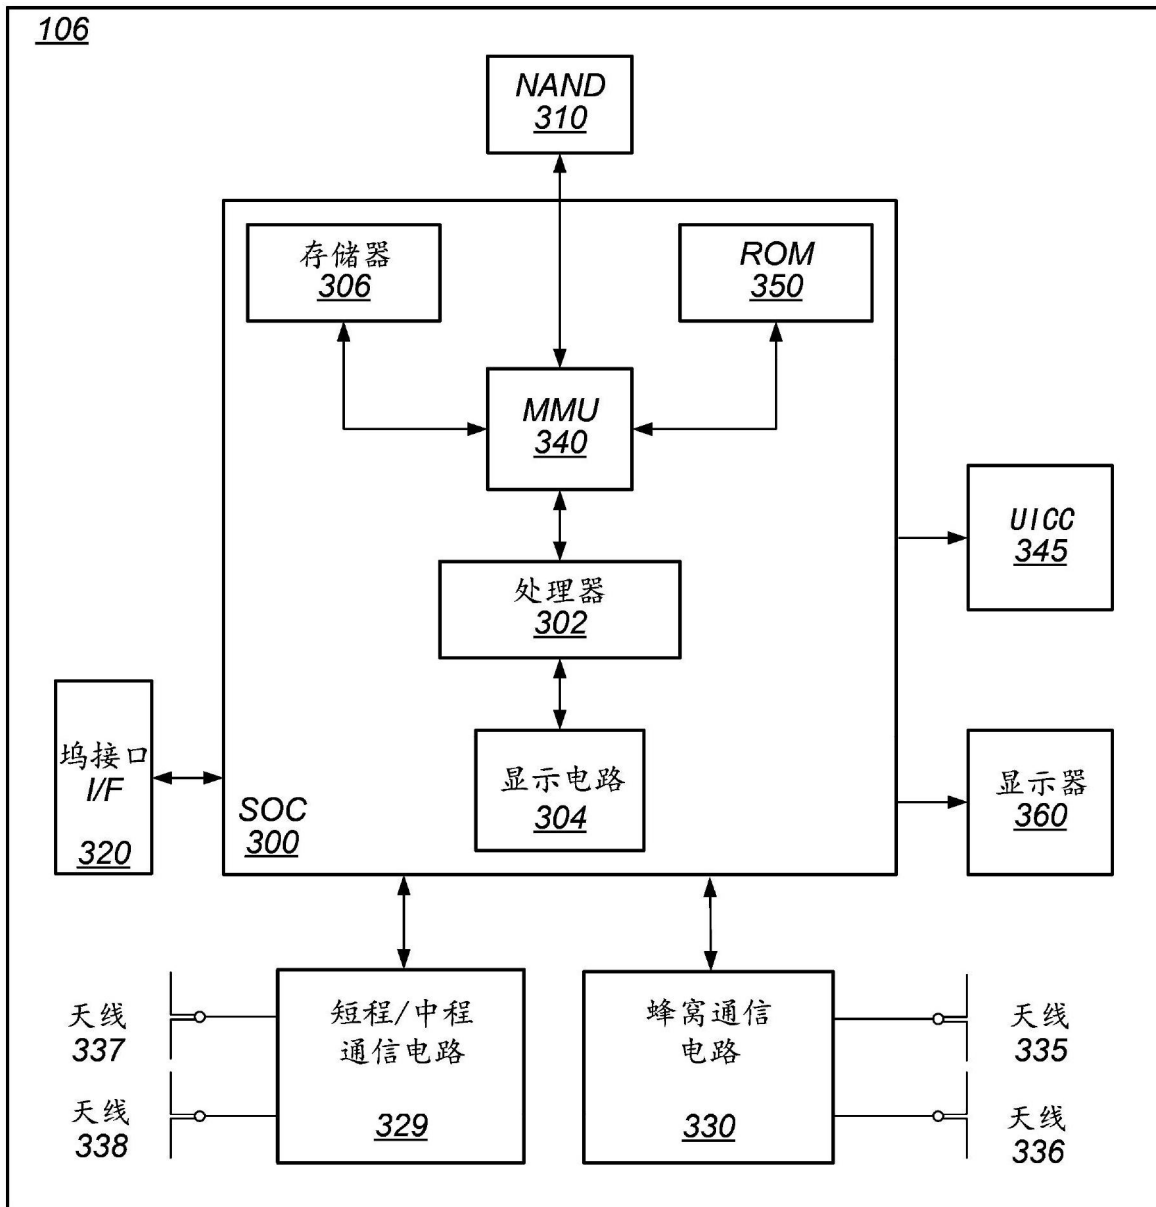 106
NAND
310
存储器
306
ROM
350
MMU
340
UICC
345
处理器
302
坞接口
I/F
320
显示电路
304
SOC
300
显示器
360
天线
337
天线
338
短程/中程
通信电路
329
蜂窝通信
电路
330
天线
335
天线
336